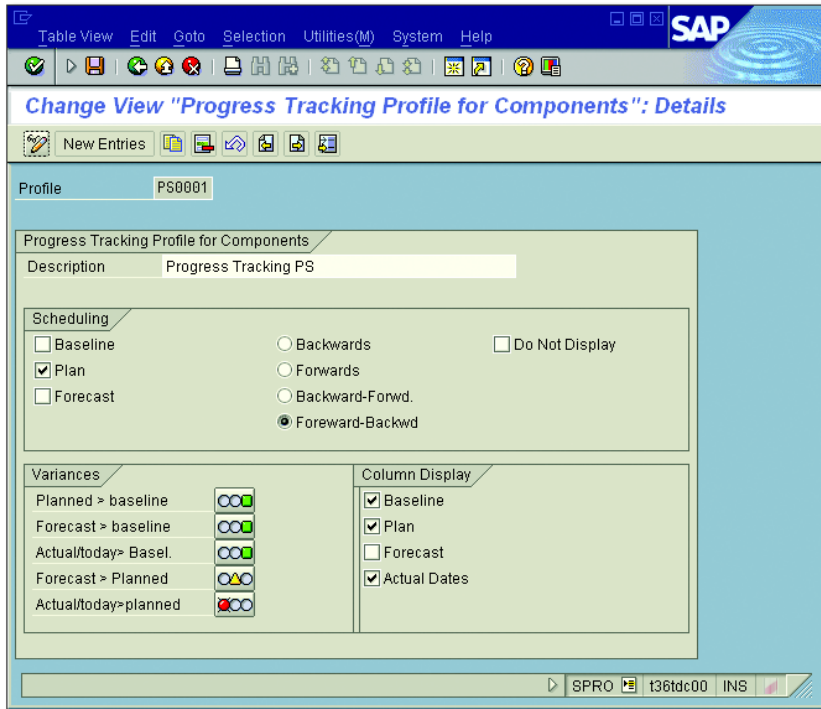 SAP
Table View Edit Goto Selection Utilities(M) System Help
Change View "Progress Tracking Profile for Components": Details
New Entries
Profile PS0001
Progress Tracking Profile for Components
Description Progress Tracking PS
Scheduling
Baseline Backwards Do Not Display
Plan Forwards
Forecast Backward-Forwd.
Foreward-Backwd
Variances Column Display
Planned > baseline Baseline
Forecast > baseline Plan
Actual/today> Basel. Forecast
Forecast > Planned Actual Dates
Actual/today>planned
SPRO t36tdc00 INS